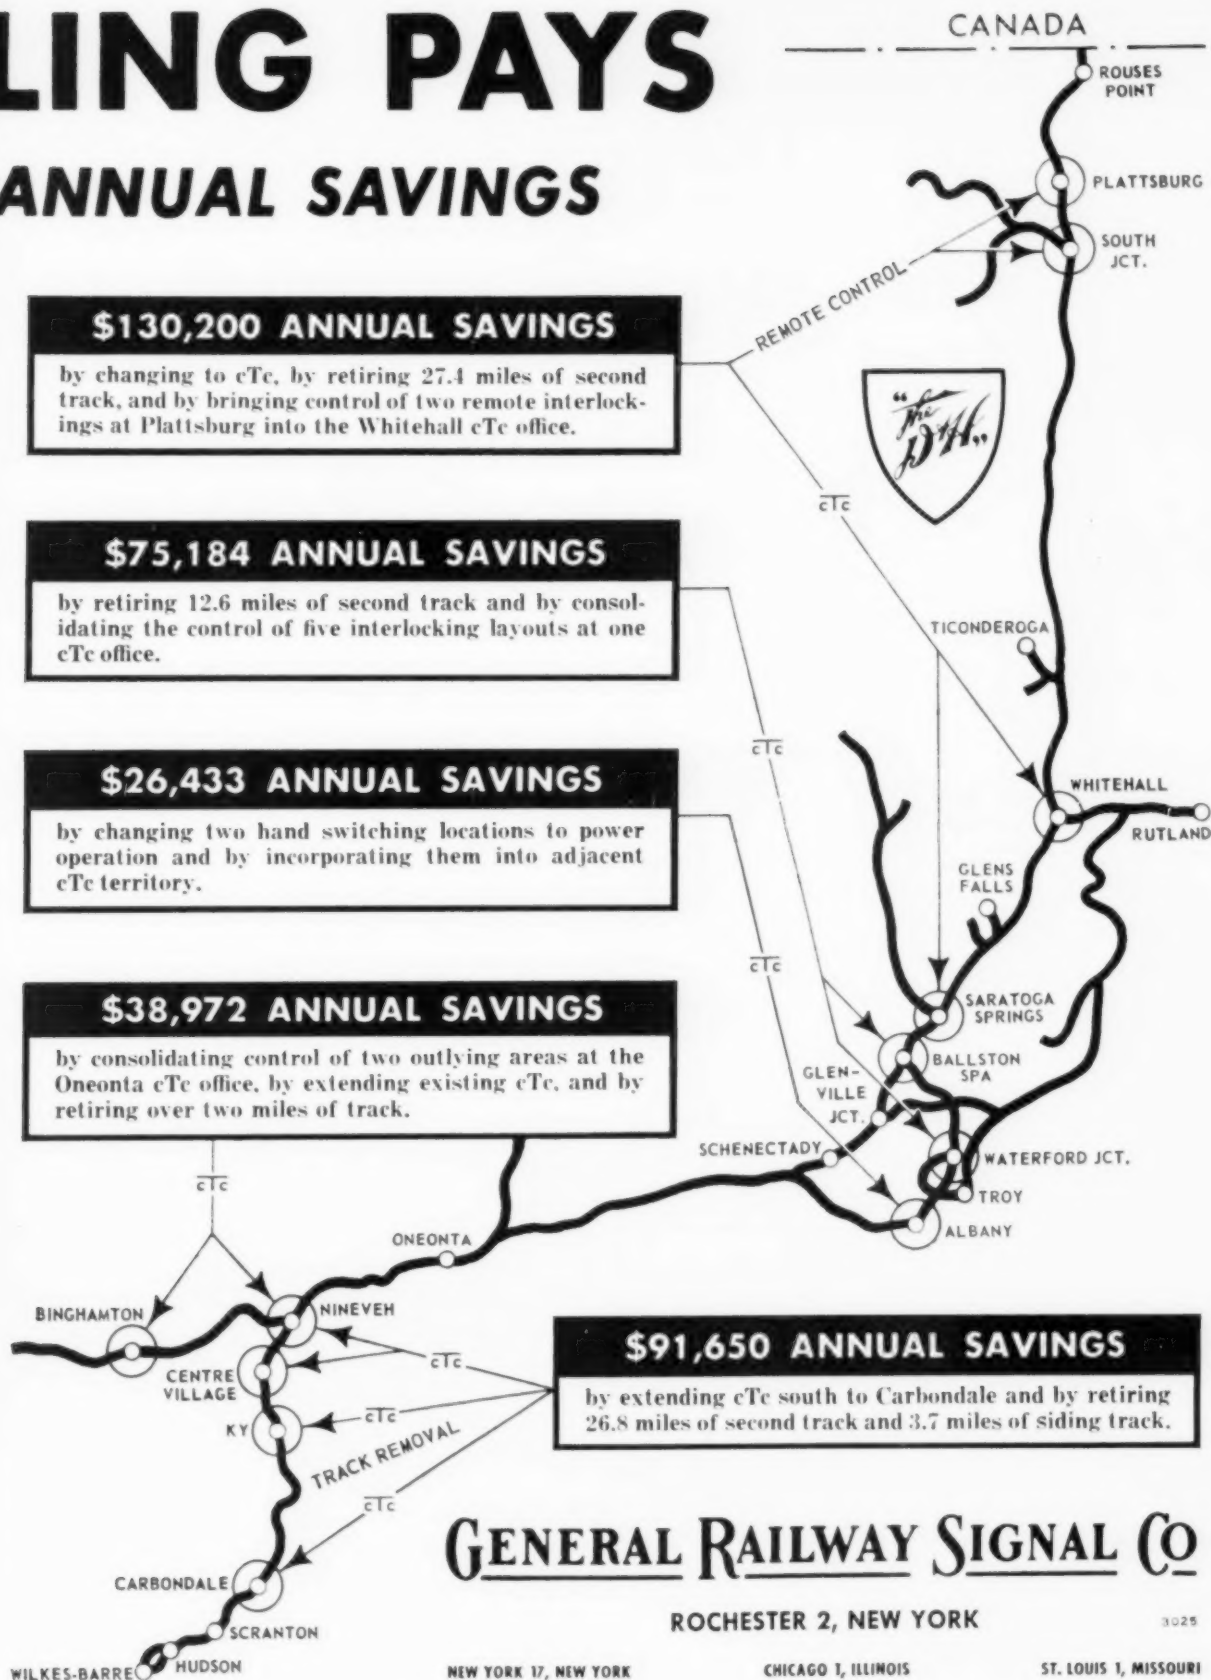 LING PAYS
ANNUAL SAVINGS
CANADA
ROUSES
POINT
PLATTSBURG
SOUTH
JCT.
REMOTE CONTROL
$130,200 ANNUAL SAVINGS
by changing to cTc, by retiring 27.4 miles of second
track, and by bringing control of two remote interlock-
ings at Plattsburg into the Whitehall cTc office.
"The
D&H"
cTc
$75,184 ANNUAL SAVINGS
by retiring 12.6 miles of second track and by consol-
idating the control of five interlocking layouts at one
cTc office.
TICONDEROGA
cTc
$26,433 ANNUAL SAVINGS
by changing two hand switching locations to power
operation and by incorporating them into adjacent
cTc territory.
WHITEHALL
RUTLAND
GLENS
FALLS
cTc
$38,972 ANNUAL SAVINGS
by consolidating control of two outlying areas at the
Oneonta cTc office, by extending existing cTc, and by
retiring over two miles of track.
SARATOGA
SPRINGS
BALLSTON
SPA
GLEN-
VILLE
JCT.
SCHENECTADY
WATERFORD JCT.
TROY
ALBANY
cTc
ONEONTA
BINGHAMTON
NINEVEH
CENTRE
VILLAGE
cTc
KY
cTc
TRACK REMOVAL
cTc
$91,650 ANNUAL SAVINGS
by extending cTc south to Carbondale and by retiring
26.8 miles of second track and 3.7 miles of siding track.
CARBONDALE
SCRANTON
HUDSON
WILKES-BARRE
GENERAL RAILWAY SIGNAL CO
ROCHESTER 2, NEW YORK
3025
NEW YORK 17, NEW YORK
CHICAGO 1, ILLINOIS
ST. LOUIS 1, MISSOURI